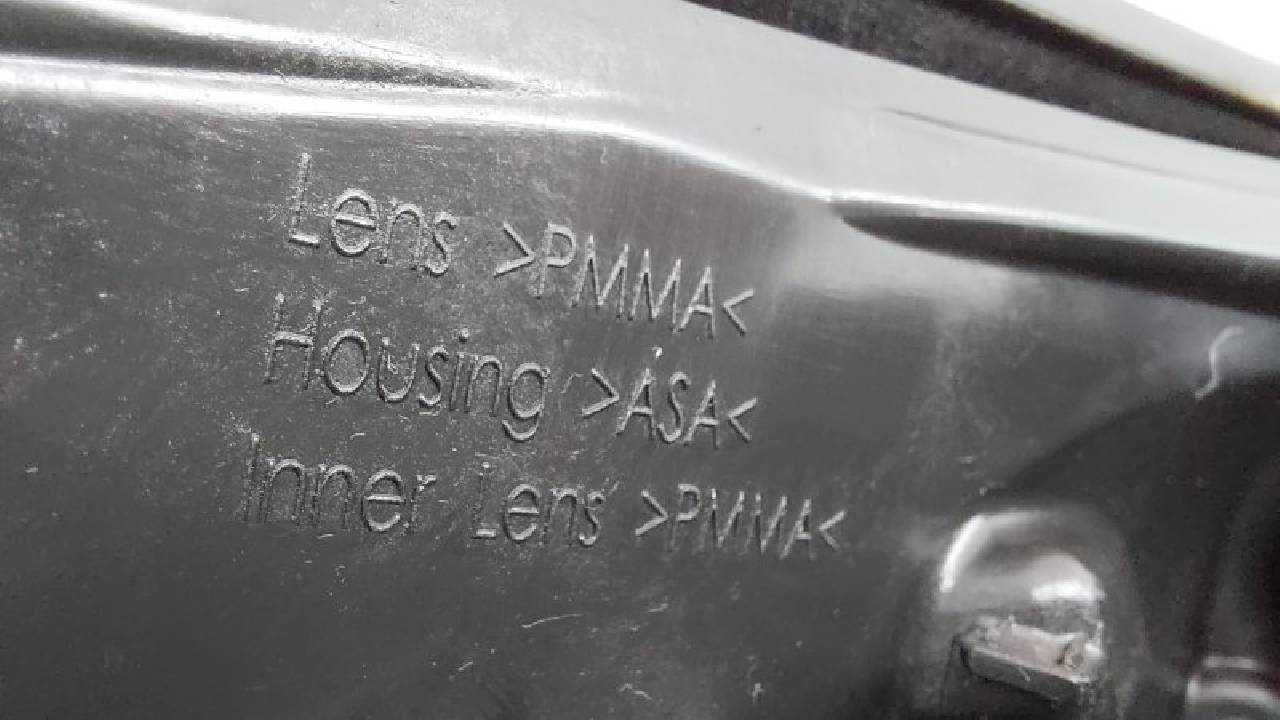 Lens >PMMA<
Housing >ASA<
Inner Lens >PMMA<